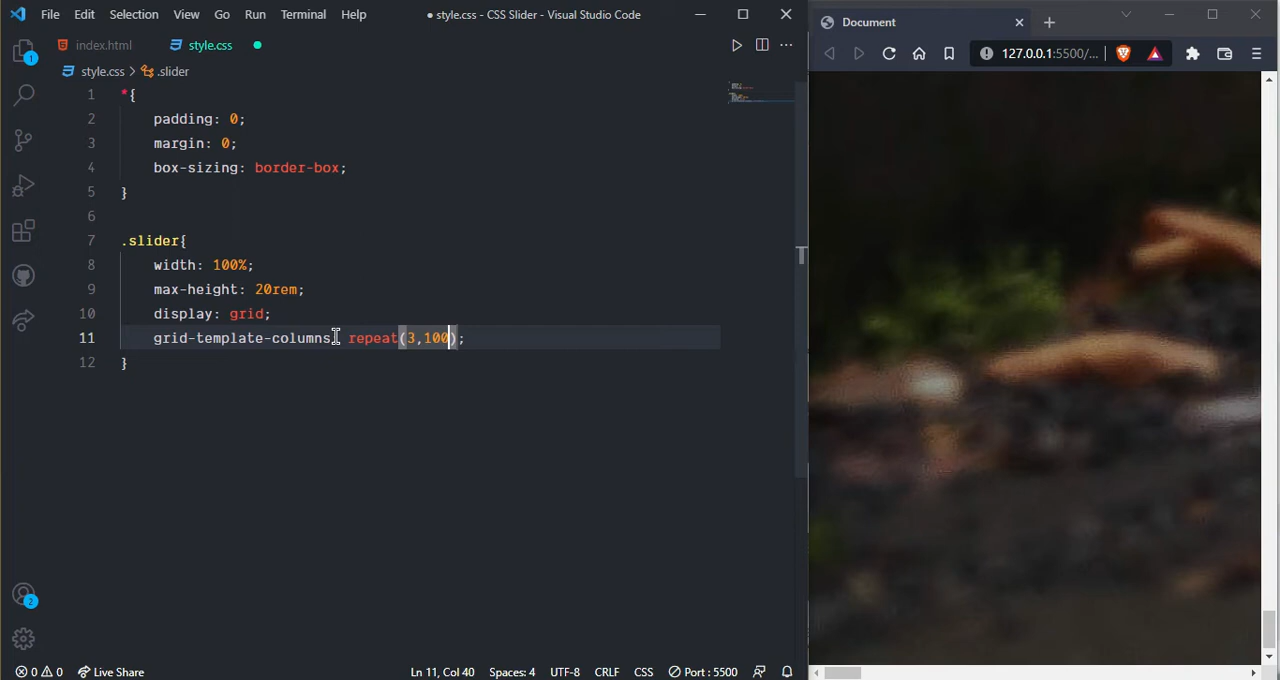 File Edit Selection View Go Run Terminal Help ● style.css - CSS Slider - Visual Studio Code
index.html style.css
style.css > .slider
1 *{
2 padding: 0;
3 margin: 0;
4 box-sizing: border-box;
5 }
6
7 .slider{
8 width: 100%;
9 max-height: 20rem;
10 display: grid;
11 grid-template-columns: repeat(3,100);
12 }
1
2
0 0 Live Share Ln 11, Col 40 Spaces: 4 UTF-8 CRLF CSS Port : 5500
Document
127.0.0.1:5500/...
T